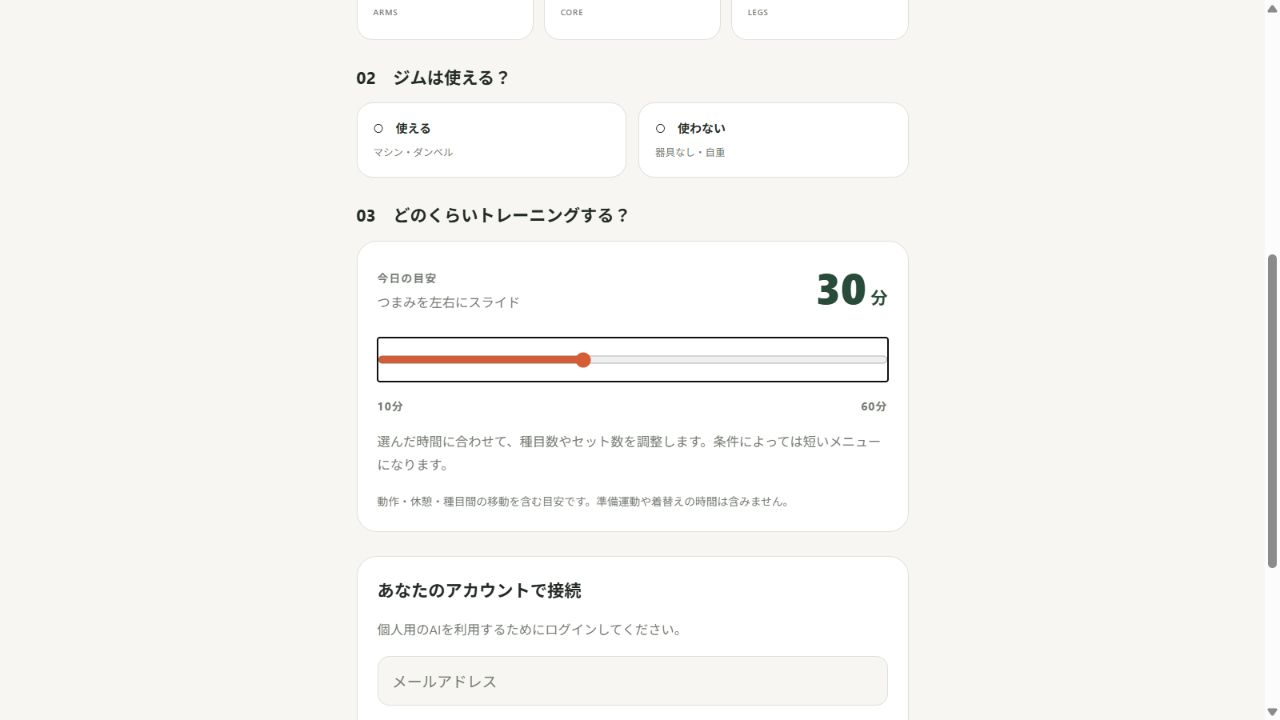 ARMS
CORE
LEGS
02 ジムは使える？
○ 使える
マシン・ダンベル
○ 使わない
器具なし・自重
03 どのくらいトレーニングする？
今日の目安
つまみを左右にスライド
30 分
10分
60分
選んだ時間に合わせて、種目数やセット数を調整します。条件によっては短いメニュー
になります。
動作・休憩・種目間の移動を含む目安です。準備運動や着替えの時間は含みません。
あなたのアカウントで接続
個人用のAIを利用するためにログインしてください。
メールアドレス